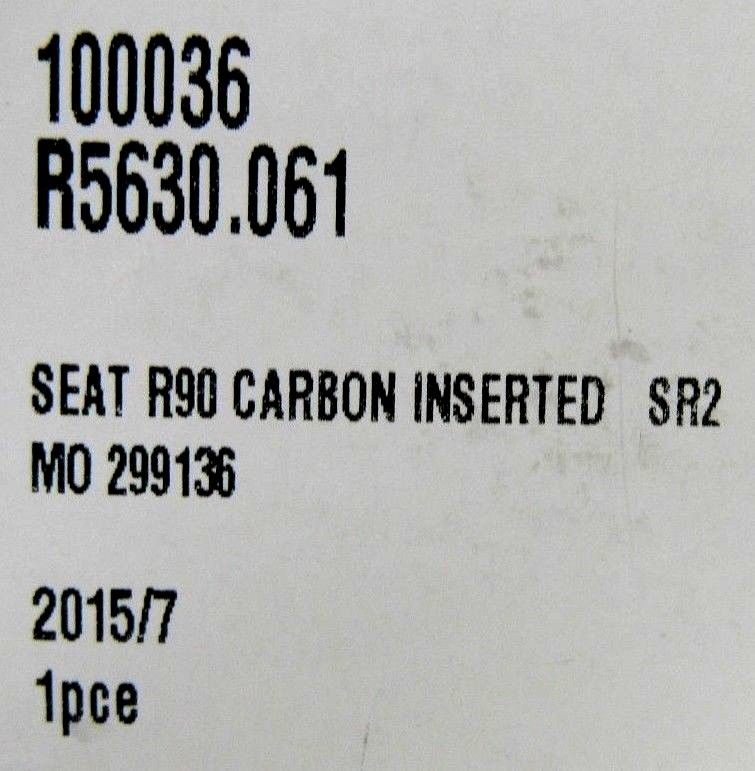 100036
R5630.061
SEAT R90 CARBON INSERTED SR2
MO 299136
2015/7
1pce